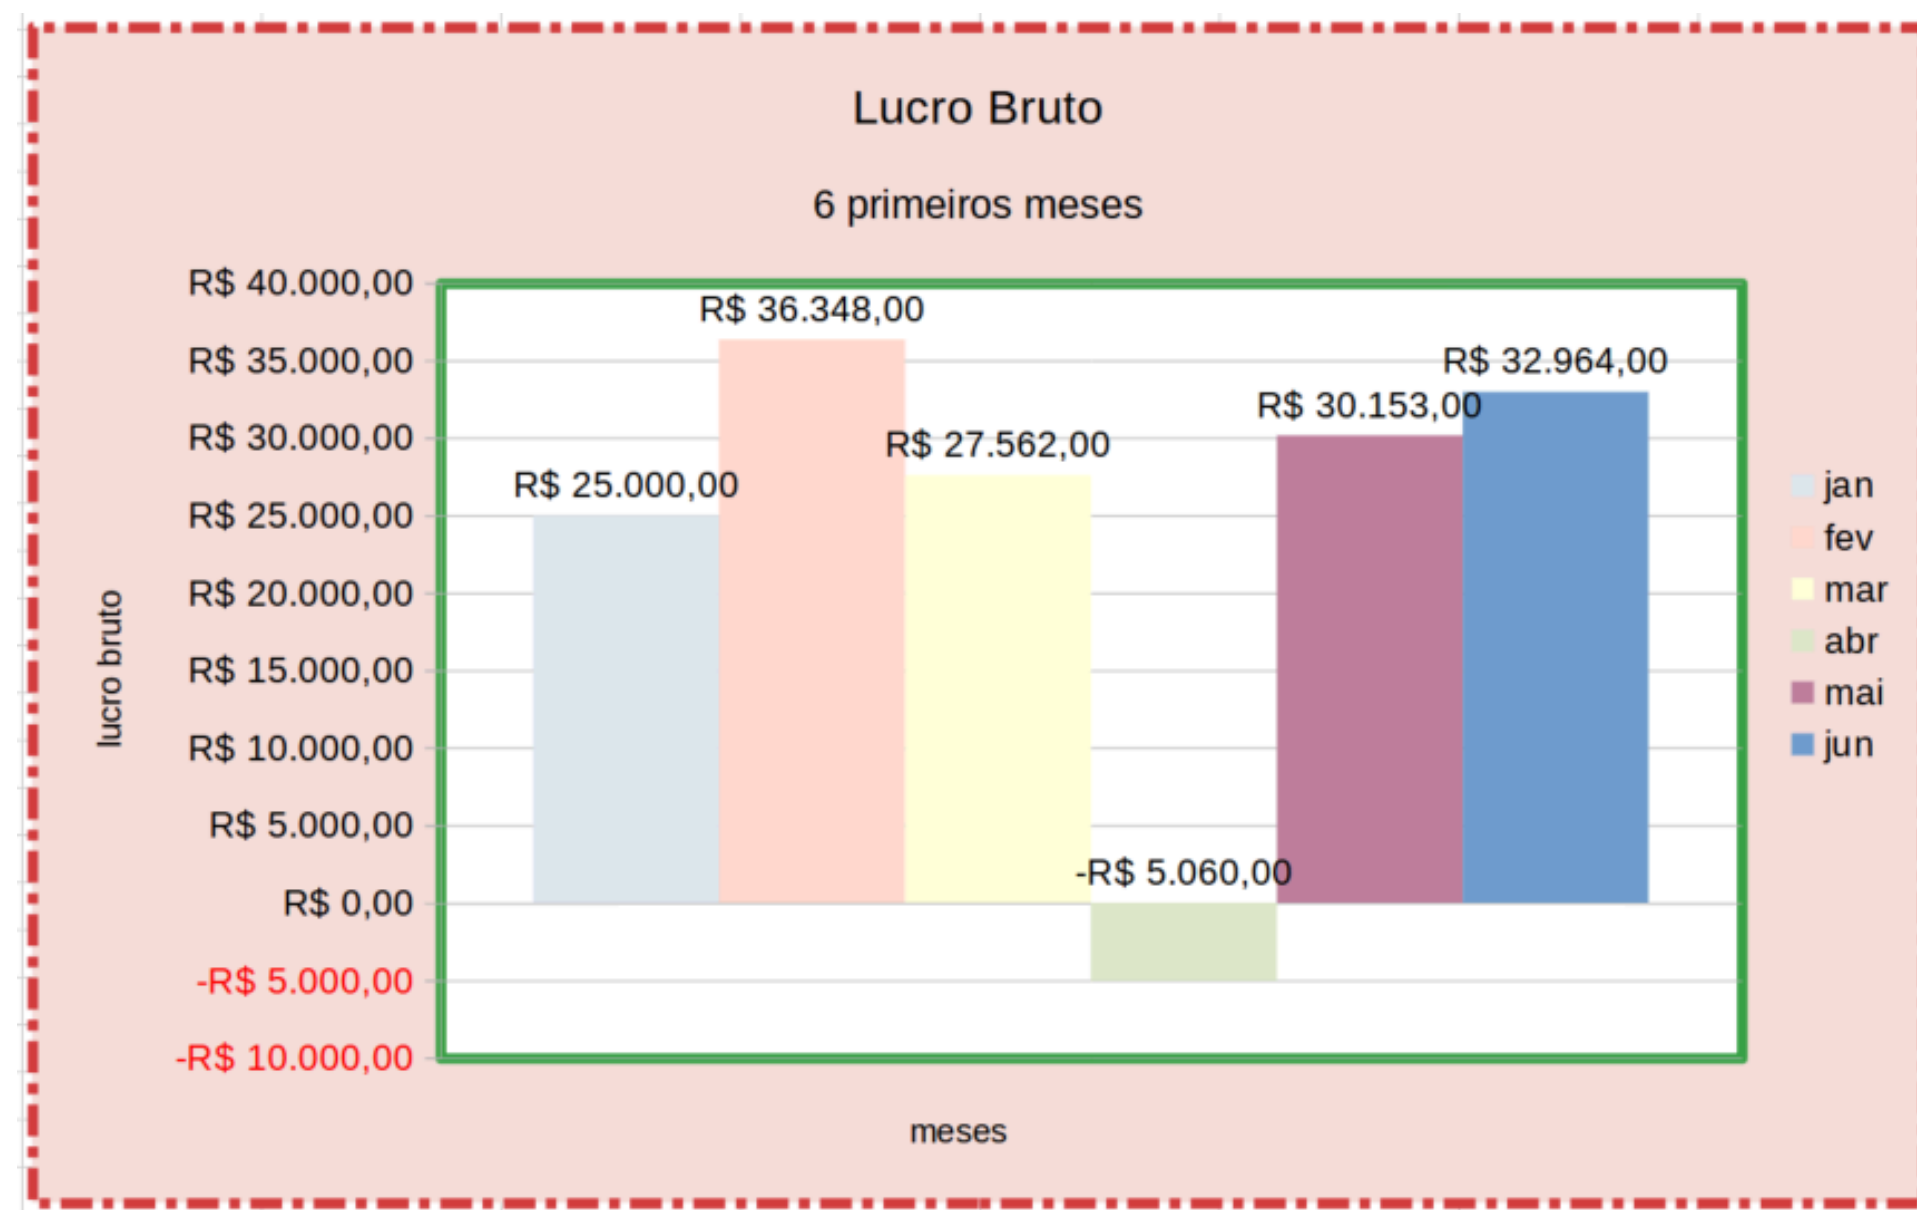 Lucro Bruto
6 primeiros meses
R$ 40.000,00
R$ 35.000,00
R$ 30.000,00
R$ 25.000,00
R$ 20.000,00
R$ 15.000,00
R$ 10.000,00
R$ 5.000,00
R$ 0,00
-R$ 5.000,00
-R$ 10.000,00
lucro bruto
R$ 25.000,00
R$ 36.348,00
R$ 27.562,00
-R$ 5.060,00
R$ 30.153,00
R$ 32.964,00
jan
fev
mar
abr
mai
jun
meses